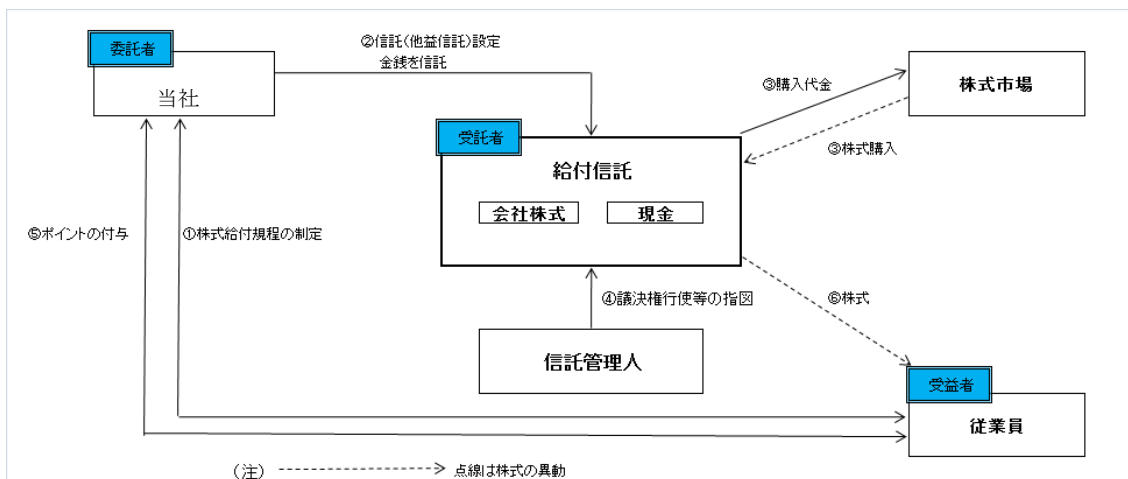 委託者
当社
②信託(他益信託)設定
金銭を信託
③購入代金
株式市場
③株式購入
受託者
給付信託
会社株式
現金
⑤ポイントの付与
①株式給付規程の制定
④議決権行使等の指図
⑥株式
信託管理人
受益者
従業員
（注）
点線は株式の異動